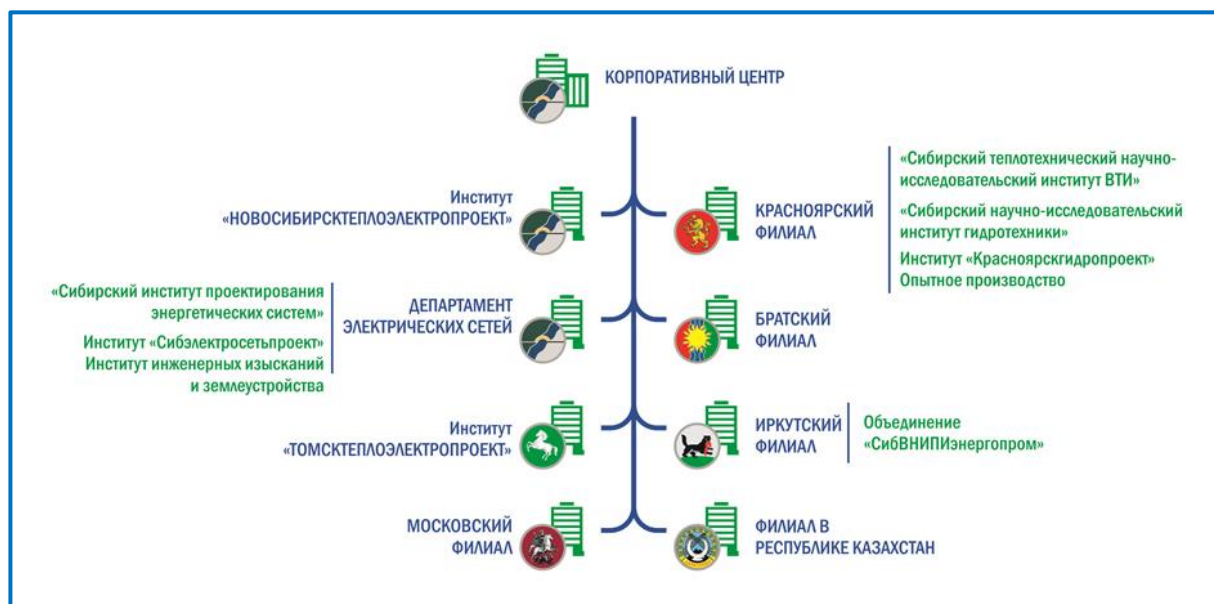 КОРПОРАТИВНЫЙ ЦЕНТР
Институт
«НОВОСИБИРСКТЕПЛОЭЛЕКТРОПРОЕКТ»
КРАСНОЯРСКИЙ
ФИЛИАЛ
«Сибирский теплотехнический научно-
исследовательский институт ВТИ»
«Сибирский научно-исследовательский
институт гидротехники»
Институт «Красноярскгидропроект»
Опытное производство
«Сибирский институт проектирования
энергетических систем»
Институт «Сибэлектросетьпроект»
Институт инженерных изысканий
и землеустройства
ДЕПАРТАМЕНТ
ЭЛЕКТРИЧЕСКИХ СЕТЕЙ
БРАТСКИЙ
ФИЛИАЛ
Институт
«ТОМСКТЕПЛОЭЛЕКТРОПРОЕКТ»
ИРКУТСКИЙ
ФИЛИАЛ
Объединение
«СибВНИПИэнергопром»
МОСКОВСКИЙ
ФИЛИАЛ
ФИЛИАЛ В
РЕСПУБЛИКЕ КАЗАХСТАН